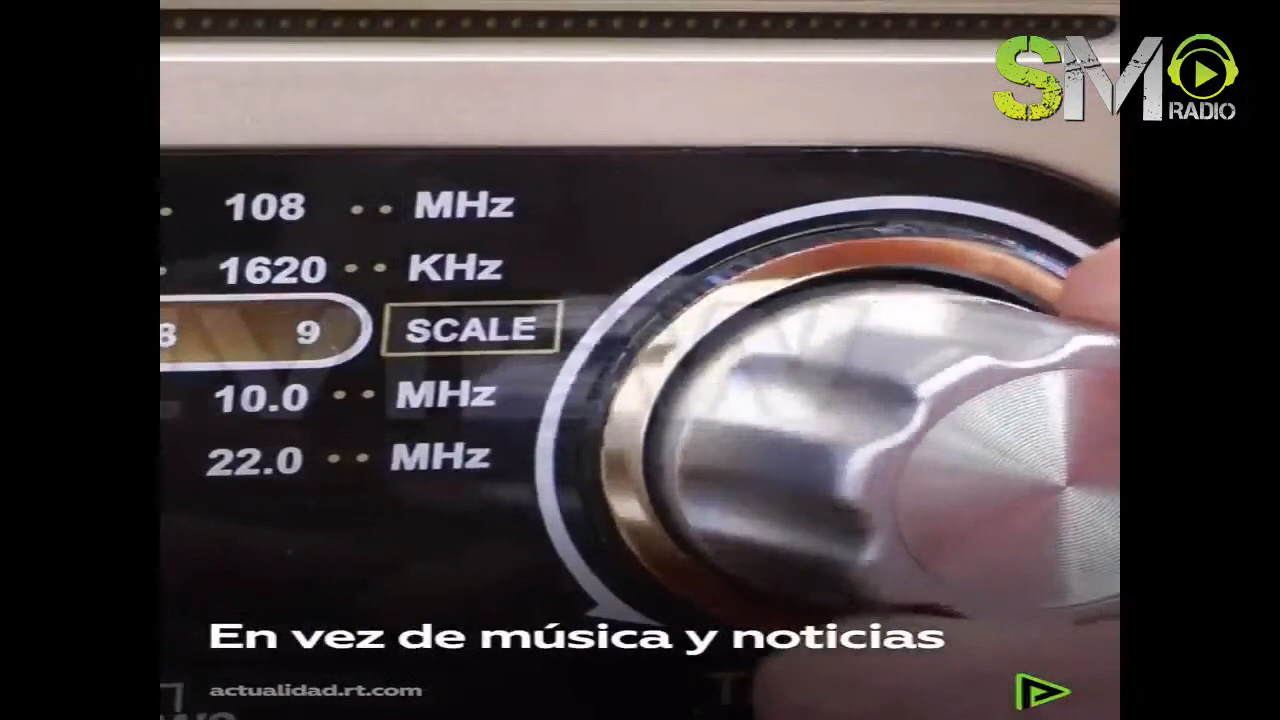 SM
RADIO
108 MHz
1620 KHz
8 9 SCALE
10.0 MHz
22.0 MHz
En vez de música y noticias
actualidad.rt.com